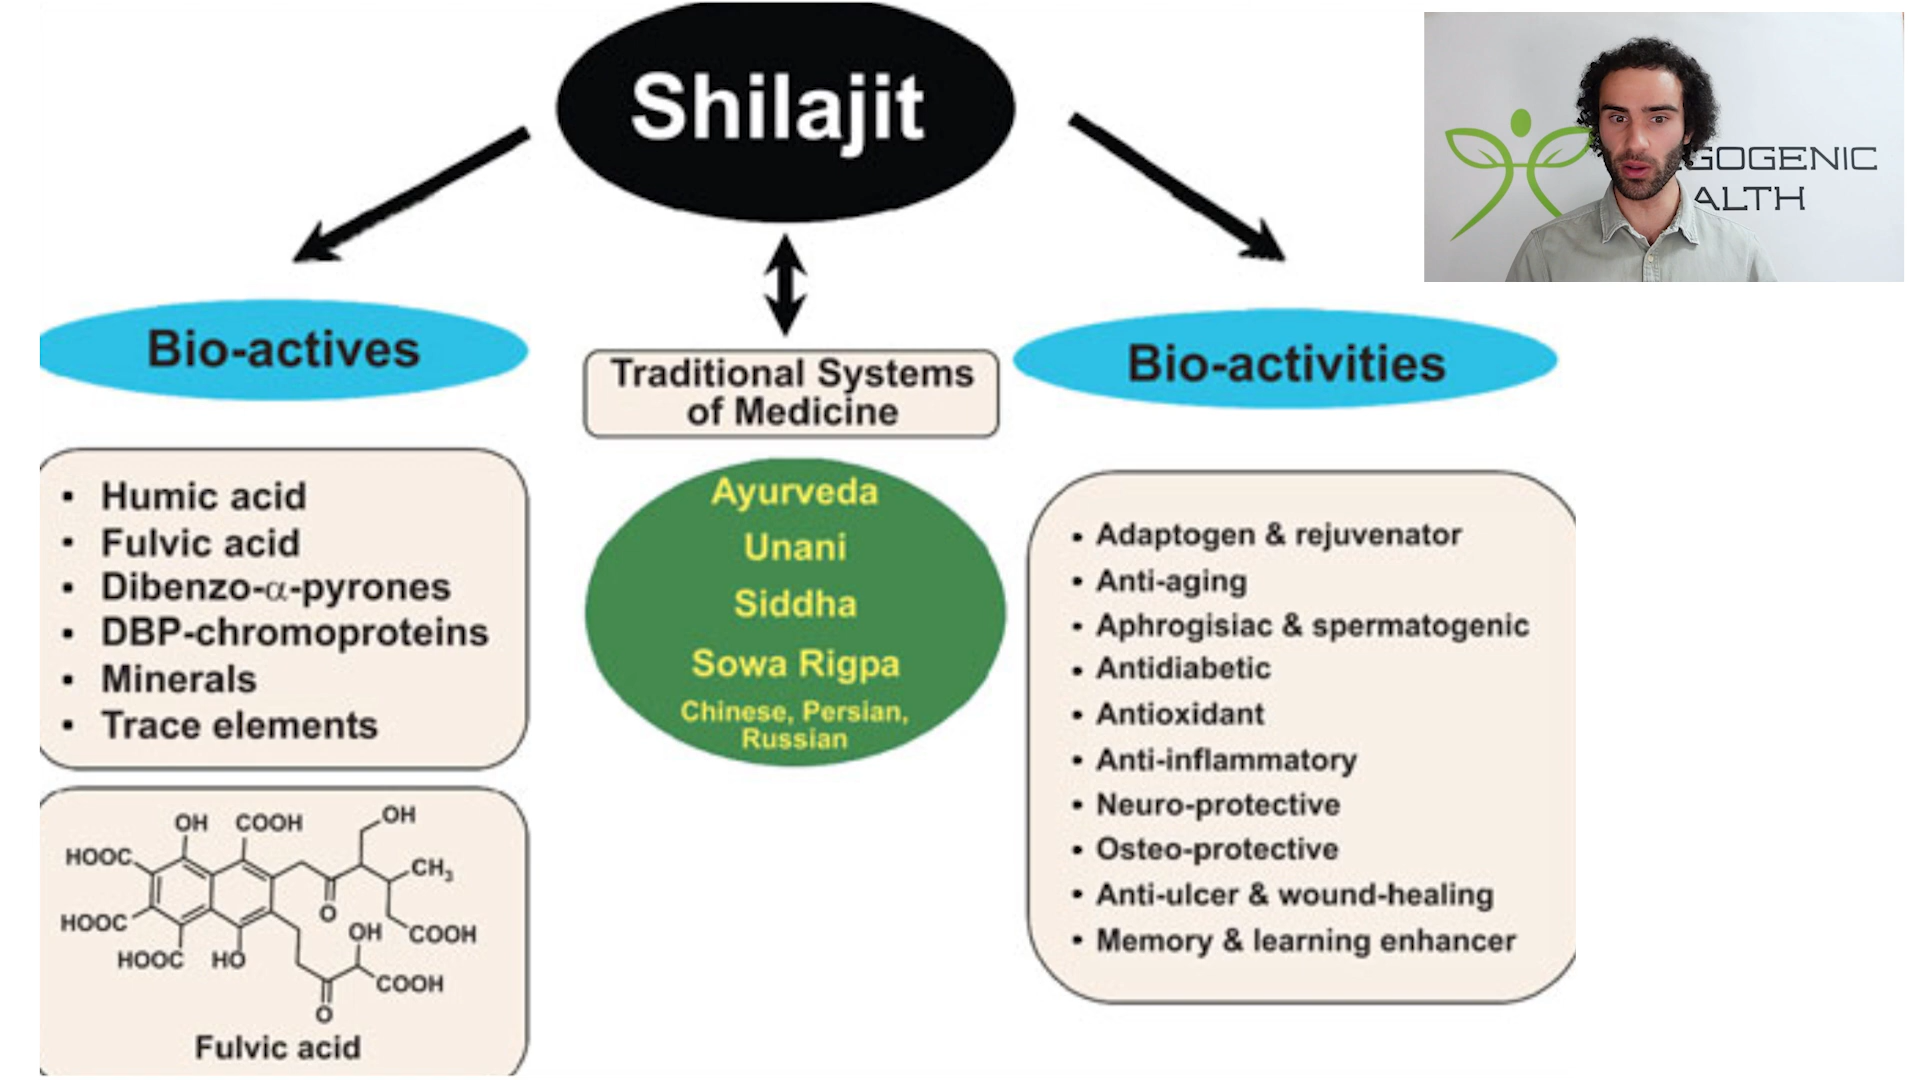 Shilajit
GOGENIC
ALTH
Bio-actives
Traditional Systems
of Medicine
Bio-activities
• Humic acid
• Fulvic acid
• Dibenzo-α-pyrones
• DBP-chromoproteins
• Minerals
• Trace elements
Ayurveda
Unani
Siddha
Sowa Rigpa
Chinese, Persian,
Russian
• Adaptogen & rejuvenator
• Anti-aging
• Aphrogisiac & spermatogenic
• Antidiabetic
• Antioxidant
• Anti-inflammatory
• Neuro-protective
• Osteo-protective
• Anti-ulcer & wound-healing
• Memory & learning enhancer
OH COOH OH
HOOC CH3
O
HOOC OH COOH
HOOC HO
COOH
O
Fulvic acid